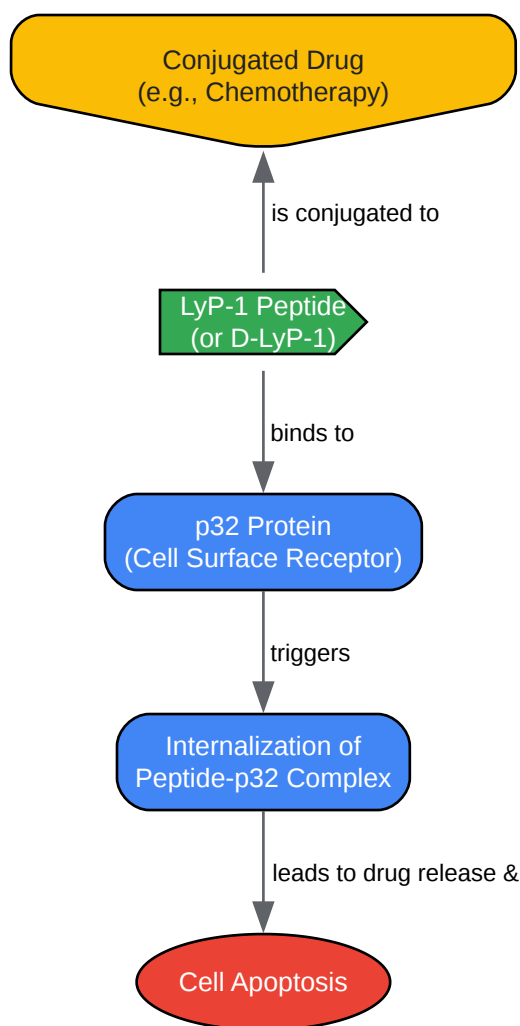 Conjugated Drug
(e.g., Chemotherapy)
is conjugated to
LyP-1 Peptide
(or D-LyP-1)
binds to
p32 Protein
(Cell Surface Receptor)
triggers
Internalization of
Peptide-p32 Complex
leads to drug release &
Cell Apoptosis